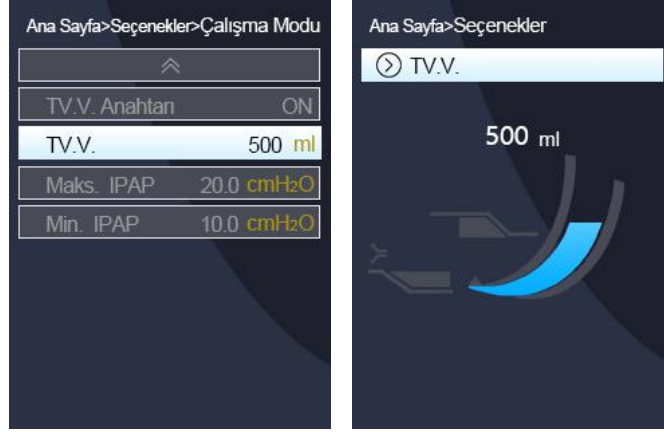 Ana Sayfa>Seçenekler>Çalışma Modu
TV.V. Anahtarı ON
TV.V. 500 ml
Maks. IPAP 20.0 cmH₂O
Min. IPAP 10.0 cmH₂O
Ana Sayfa>Seçenekler
TV.V.
500 ml